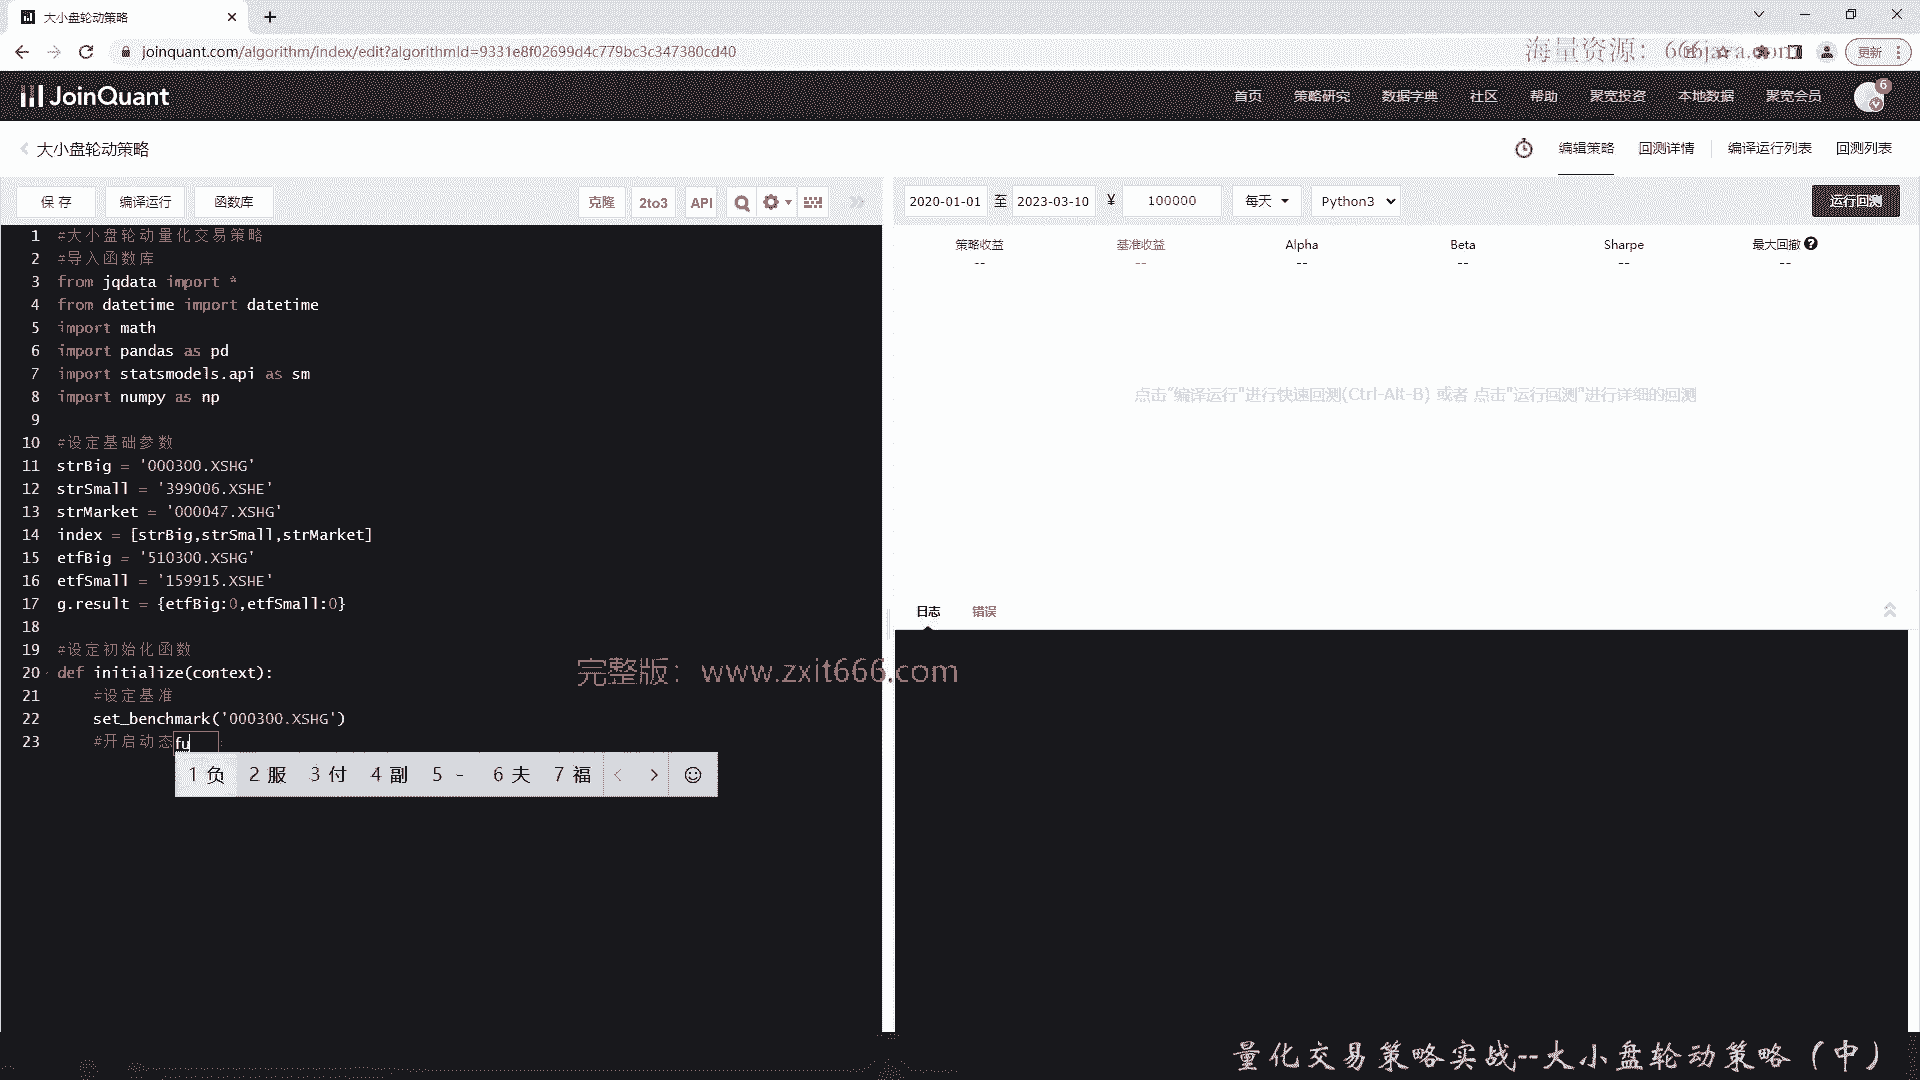 大小盘轮动策略
joinquant.com/algorithm/index/edit?algorithmId=9331e8f02699d4c779bc3c347380cd40
海量资源：666java.com
更新
JoinQuant
首页 策略研究 数据字典 社区 帮助 聚宽投资 本地数据 聚宽会员
6
大小盘轮动策略
编辑策略 回测详情 编译运行列表 回测列表
保存 编译运行 函数库 克隆 2to3 API
2020-01-01 至 2023-03-10 ¥ 100000 每天 Python3 运行回测
策略收益 基准收益 Alpha Beta Sharpe 最大回撤
-- -- -- -- -- --
点击"编译运行"进行快速回测(Ctrl-Alt-B) 或者 点击"运行回测"进行详细的回测
日志 错误
1 #大小盘轮动量化交易策略
2 #导入函数库
3 from jqdata import *
4 from datetime import datetime
5 import math
6 import pandas as pd
7 import statsmodels.api as sm
8 import numpy as np
9
10 #设定基础参数
11 strBig = '000300.XSHG'
12 strSmall = '399006.XSHE'
13 strMarket = '000047.XSHG'
14 index = [strBig,strSmall,strMarket]
15 etfBig = '510300.XSHG'
16 etfSmall = '159915.XSHE'
17 g.result = {etfBig:0,etfSmall:0}
18
19 #设定初始化函数
20 def initialize(context):
21 #设定基准
22 set_benchmark('000300.XSHG')
23 #开启动态fu
1 负 2 服 3 付 4 副 5 - 6 夫 7 福
完整版：www.zxit666.com
量化交易策略实战--大小盘轮动策略（中）